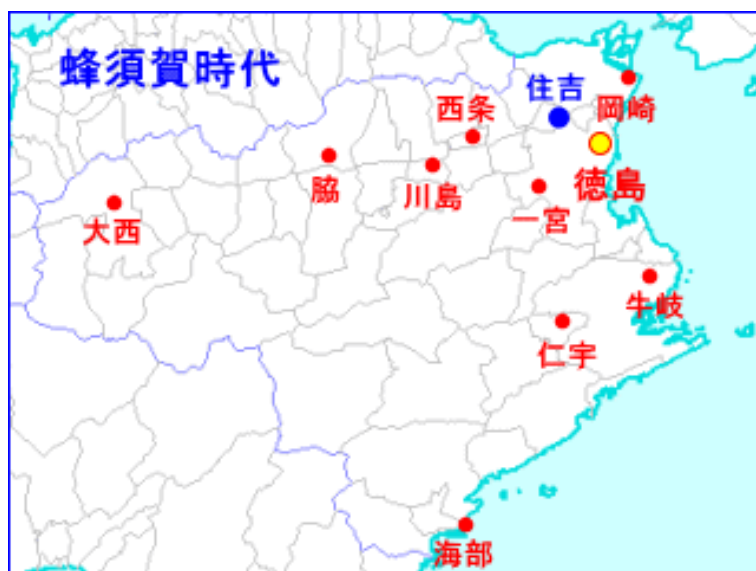 蜂須賀時代
住吉
岡崎
西条
徳島
脇
川島
一宮
大西
牛岐
仁宇
海部